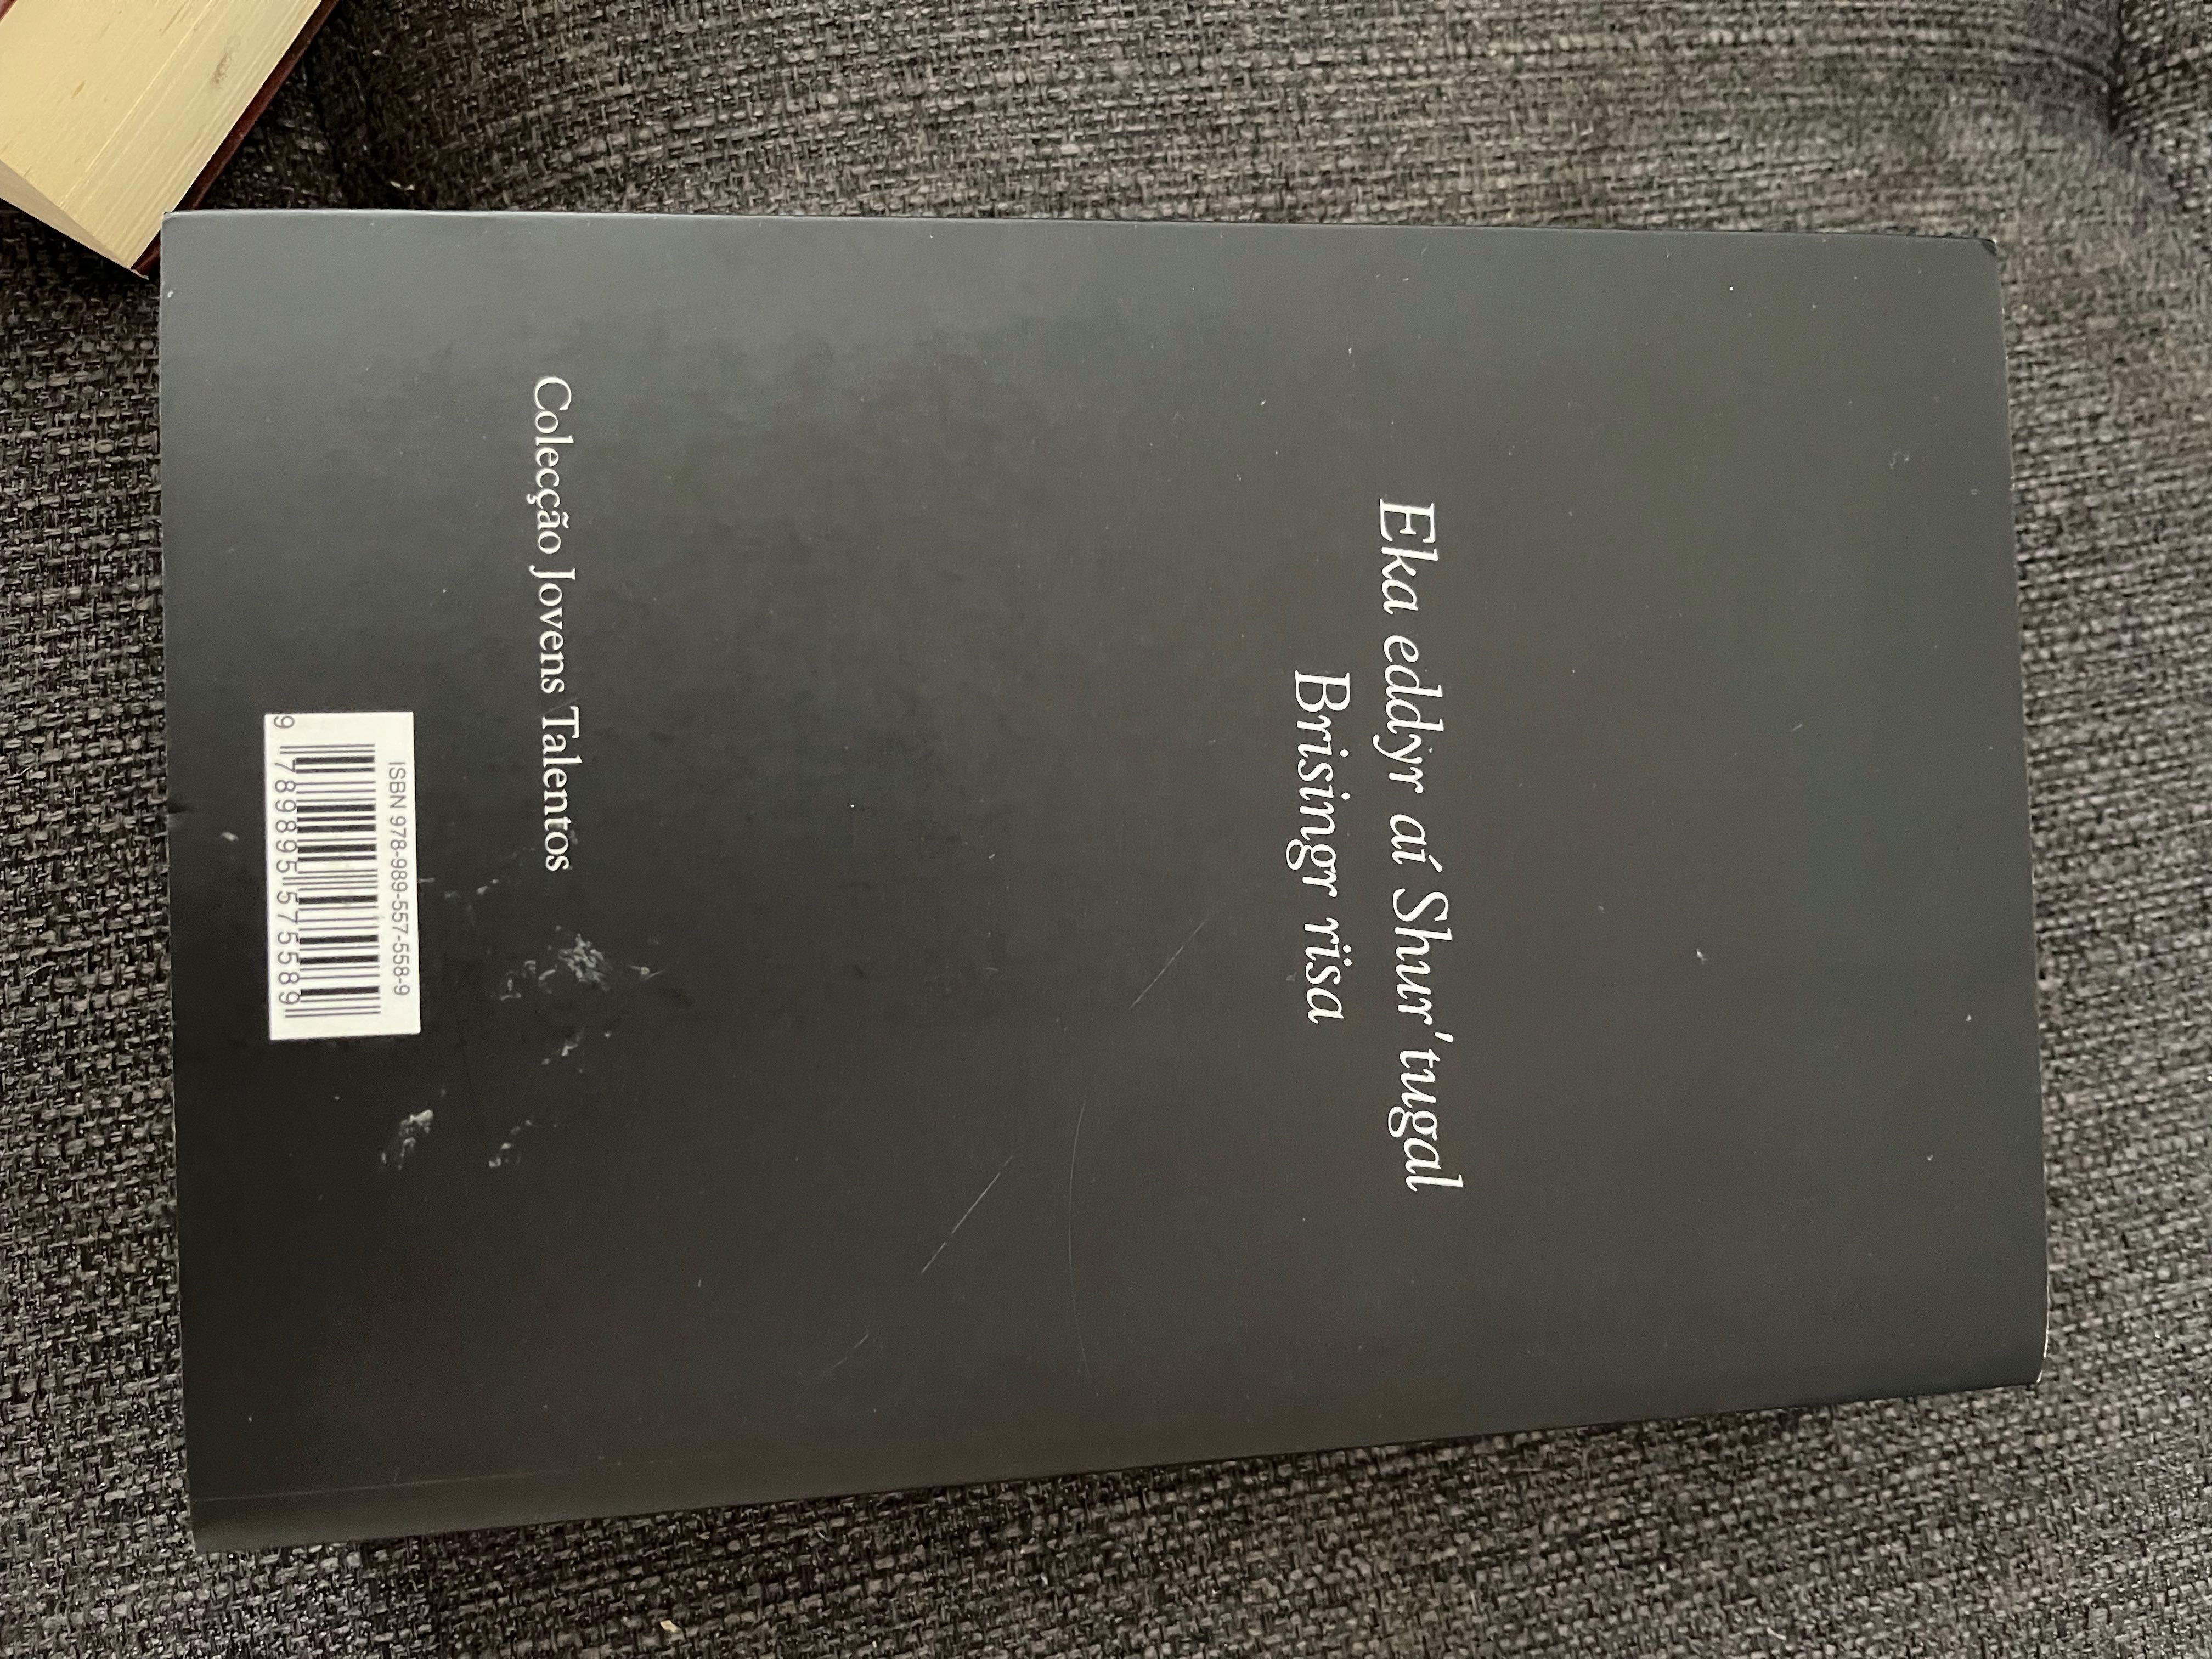 Eka eddyr aí Shur'tugal
Brisingr rïsa
Colecção Jovens Talentos
ISBN 978-989-557-558-9
9 789895 575589